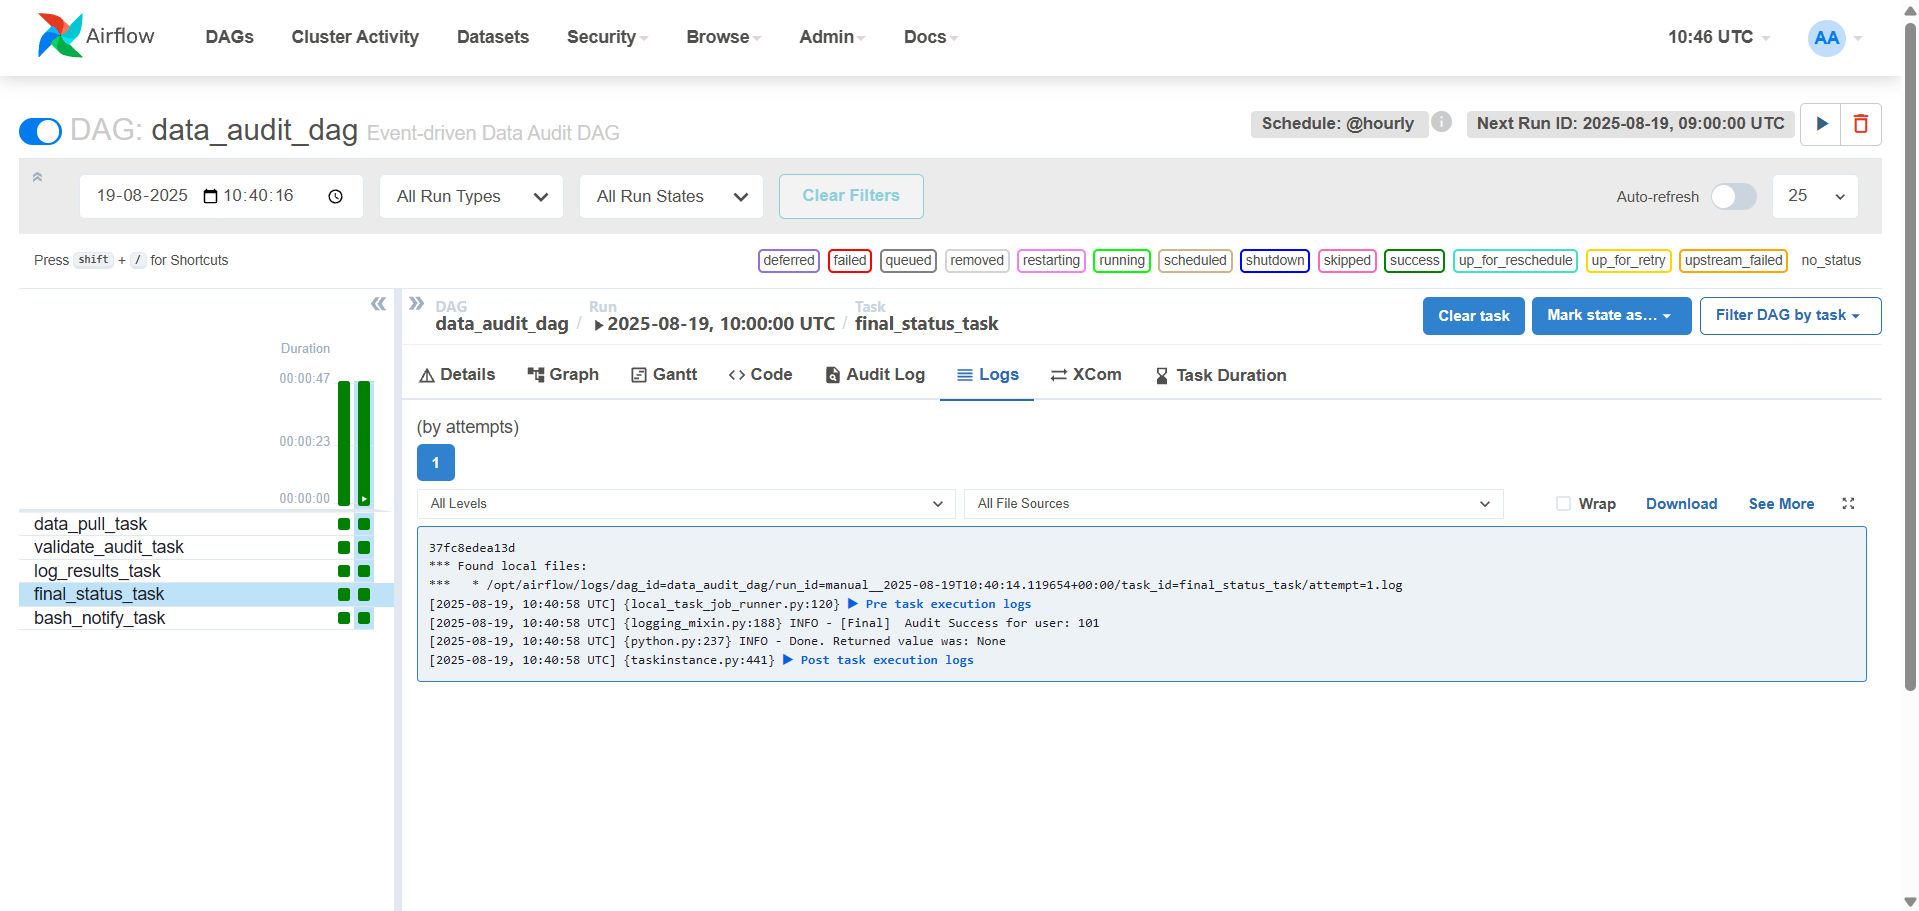 Airflow DAGs Cluster Activity Datasets Security Browse Admin Docs 10:46 UTC AA
DAG: data_audit_dag Event-driven Data Audit DAG Schedule: @hourly Next Run ID: 2025-08-19, 09:00:00 UTC
19-08-2025 10:40:16 All Run Types All Run States Clear Filters Auto-refresh 25
Press shift + / for Shortcuts deferred failed queued removed restarting running scheduled shutdown skipped success up_for_reschedule up_for_retry upstream_failed no_status
DAG Run Task
data_audit_dag / 2025-08-19, 10:00:00 UTC / final_status_task
Clear task Mark state as... Filter DAG by task
Duration
00:00:47
00:00:23
00:00:00
data_pull_task
validate_audit_task
log_results_task
final_status_task
bash_notify_task
Details Graph Gantt Code Audit Log Logs XCom Task Duration
(by attempts)
1
All Levels All File Sources Wrap Download See More
37fc8edea13d
*** Found local files:
***   * /opt/airflow/logs/dag_id=data_audit_dag/run_id=manual__2025-08-19T10:40:14.119654+00:00/task_id=final_status_task/attempt=1.log
[2025-08-19, 10:40:58 UTC] {local_task_job_runner.py:120} ▶ Pre task execution logs
[2025-08-19, 10:40:58 UTC] {logging_mixin.py:188} INFO - [Final]  Audit Success for user: 101
[2025-08-19, 10:40:58 UTC] {python.py:237} INFO - Done. Returned value was: None
[2025-08-19, 10:40:58 UTC] {taskinstance.py:441} ▶ Post task execution logs